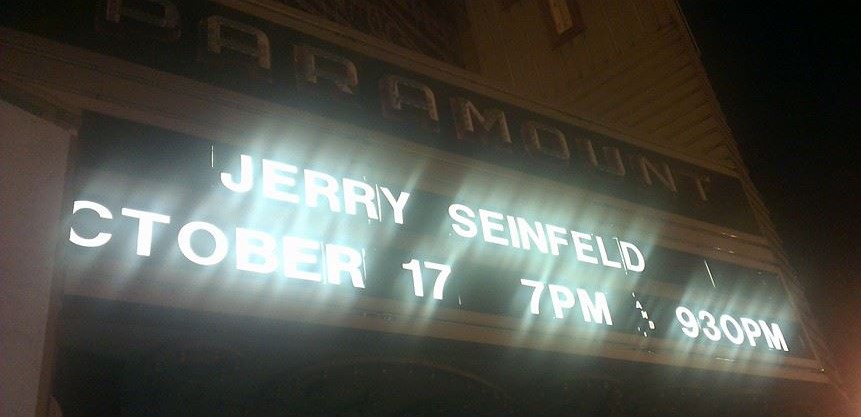 PARAMOUNT
JERRY SEINFELD
CTOBER 17 7PM & 930PM